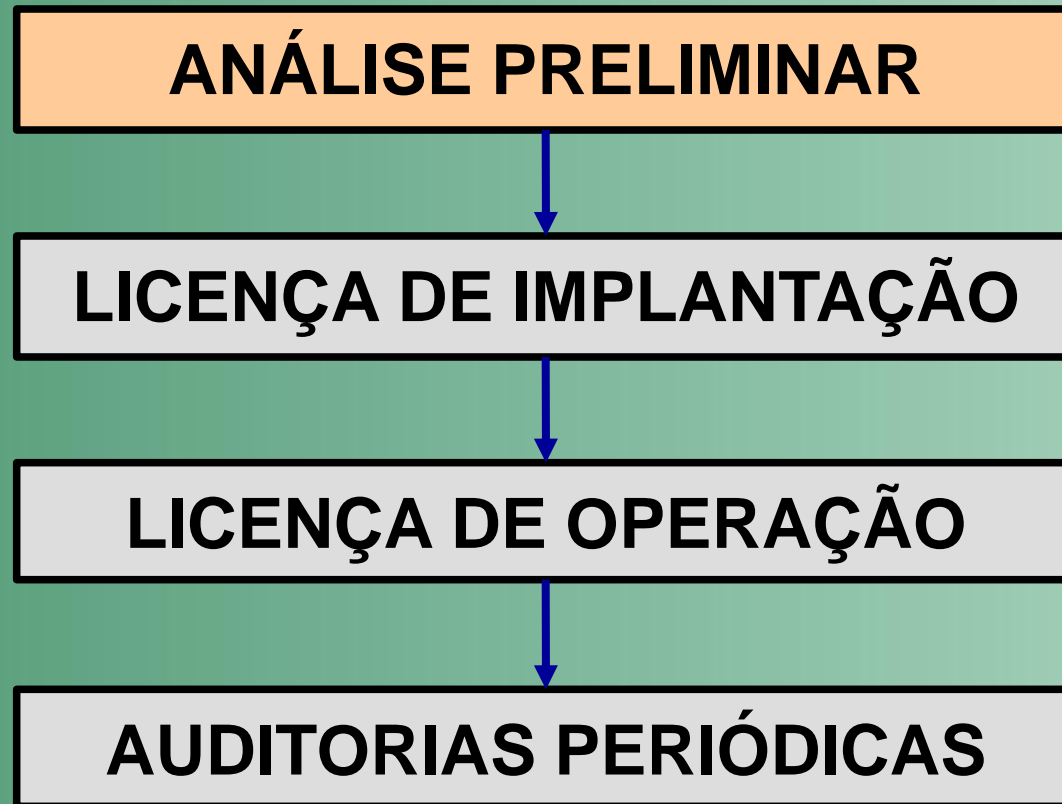 ANÁLISE PRELIMINAR
LICENÇA DE IMPLANTAÇÃO
LICENÇA DE OPERAÇÃO
AUDITORIAS PERIÓDICAS